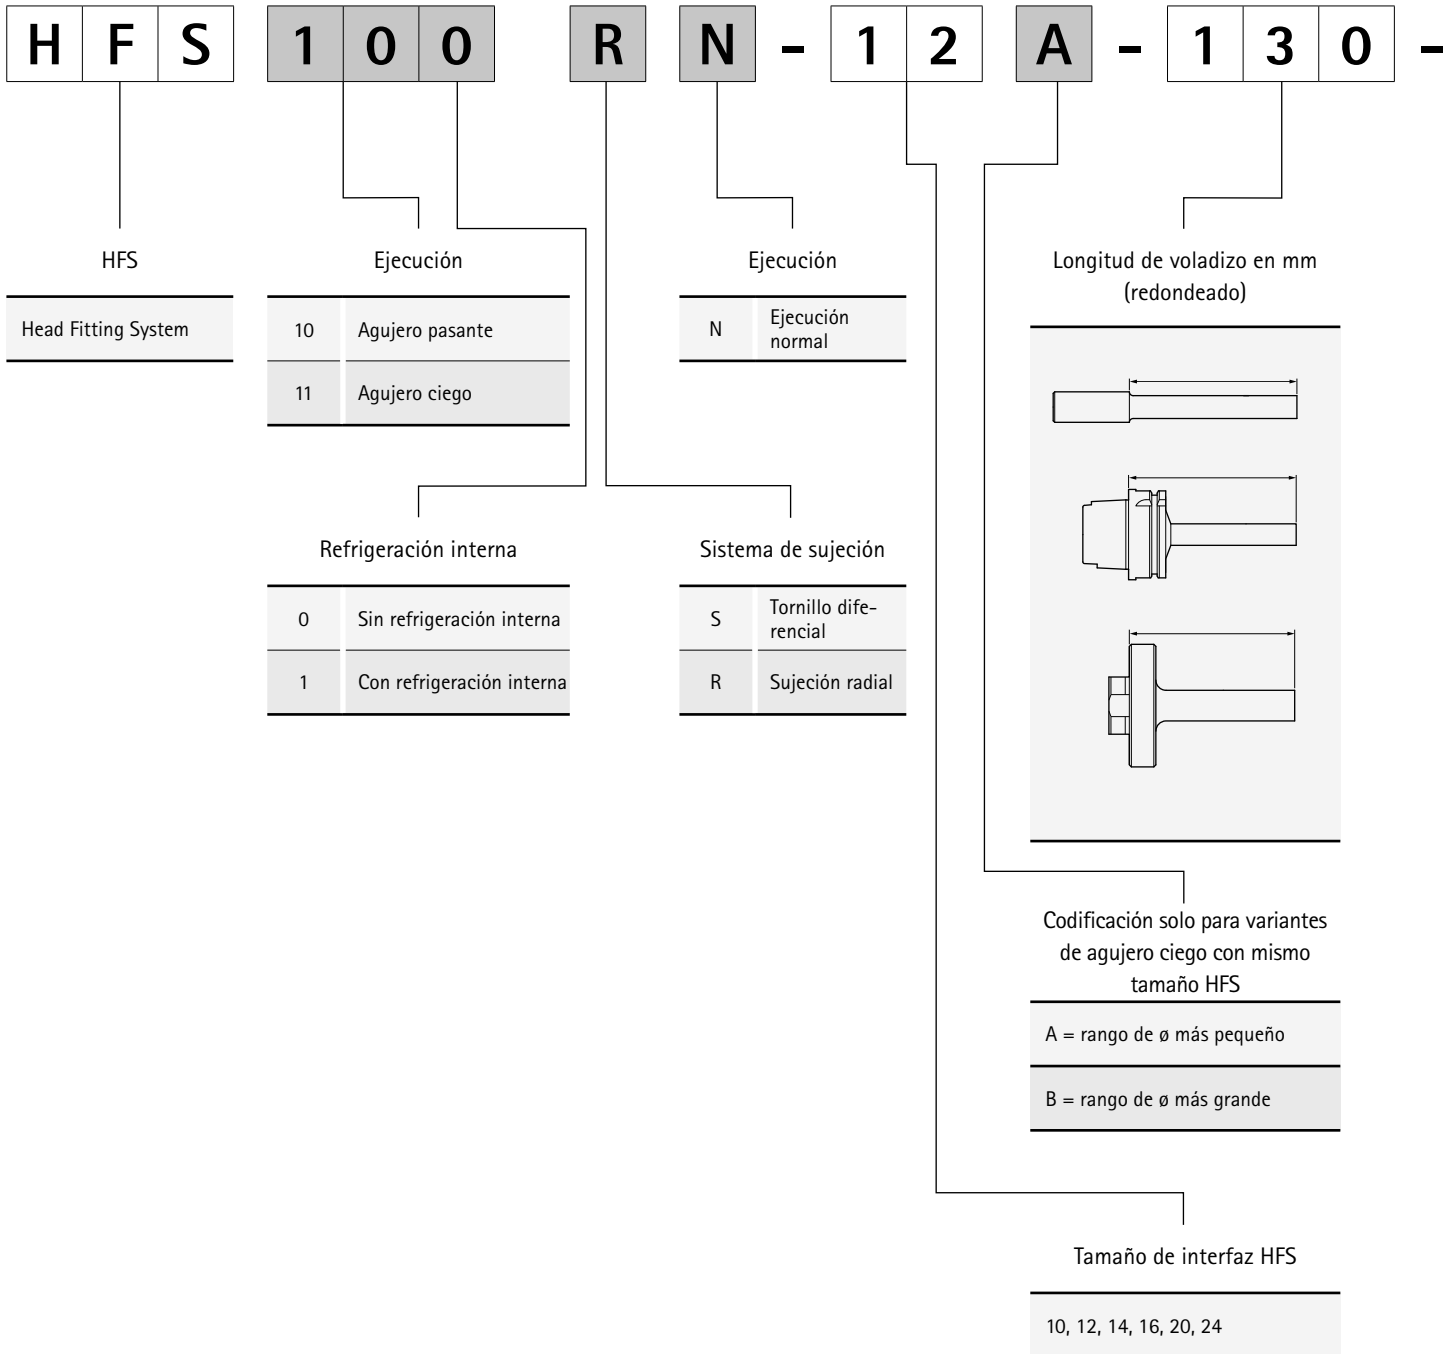 H F S 1 0 0 R N - 1 2 A - 1 3 0 -
HFS
Head Fitting System
Ejecución
10 Agujero pasante
11 Agujero ciego
Ejecución
N Ejecución
normal
Longitud de voladizo en mm
(redondeado)
Refrigeración interna
0 Sin refrigeración interna
1 Con refrigeración interna
Sistema de sujeción
S Tornillo dife-
rencial
R Sujeción radial
Codificación solo para variantes
de agujero ciego con mismo
tamaño HFS
A = rango de ø más pequeño
B = rango de ø más grande
Tamaño de interfaz HFS
10, 12, 14, 16, 20, 24